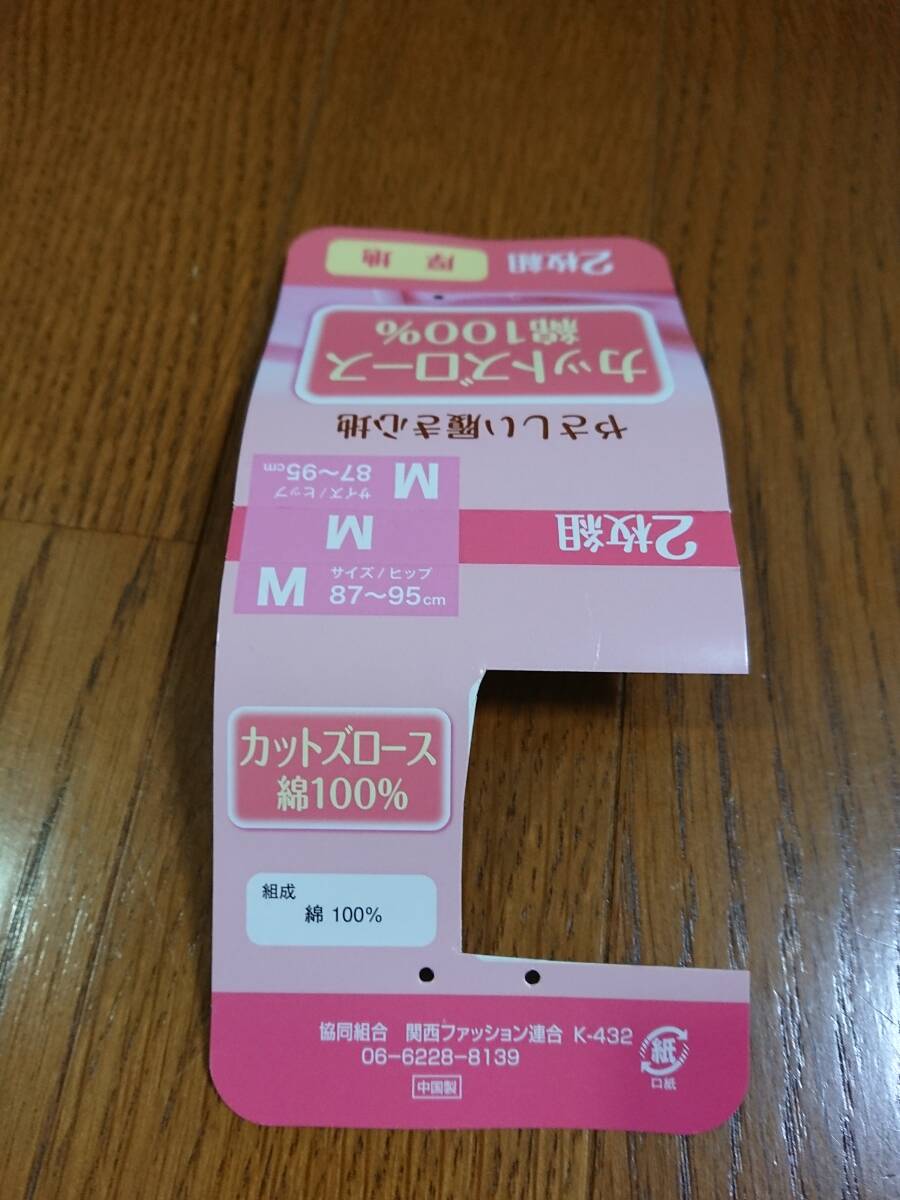 2枚組
厚地
カットズロース
綿100%
やさしい履き心地
M
サイズ/ヒップ
87〜95cm
2枚組
M
M
サイズ/ヒップ
87〜95cm
カットズロース
綿100%
組成
綿 100%
協同組合 関西ファッション連合 K-432
06-6228-8139
中国製
紙
口紙